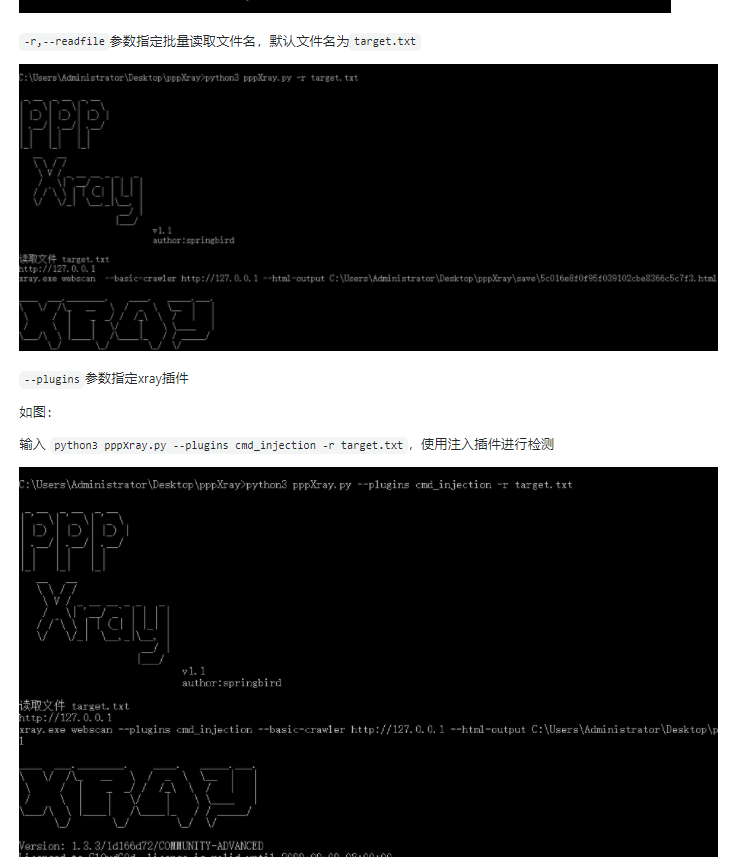 -r,--readfile 参数指定批量读取文件名，默认文件名为 target.txt
C:\Users\Administrator\Desktop\pppXray>python3 pppXray.py -r target.txt
PPP
Xray
v1.1
author:springbird
读取文件 target.txt
http://127.0.0.1
xray.exe webscan --basic-crawler http://127.0.0.1 --html-output C:\Users\Administrator\Desktop\pppXray\save\5c016e8f0f95f039102cbe8366c5c7f3.html
XRAY
--plugins 参数指定xray插件
如图：
输入 python3 pppXray.py --plugins cmd_injection -r target.txt ，使用注入插件进行检测
C:\Users\Administrator\Desktop\pppXray>python3 pppXray.py --plugins cmd_injection -r target.txt
PPP
Xray
v1.1
author:springbird
读取文件 target.txt
http://127.0.0.1
xray.exe webscan --plugins cmd_injection --basic-crawler http://127.0.0.1 --html-output C:\Users\Administrator\Desktop\p
l
XRAY
Version: 1.3.3/1d166d72/COMMUNITY-ADVANCED